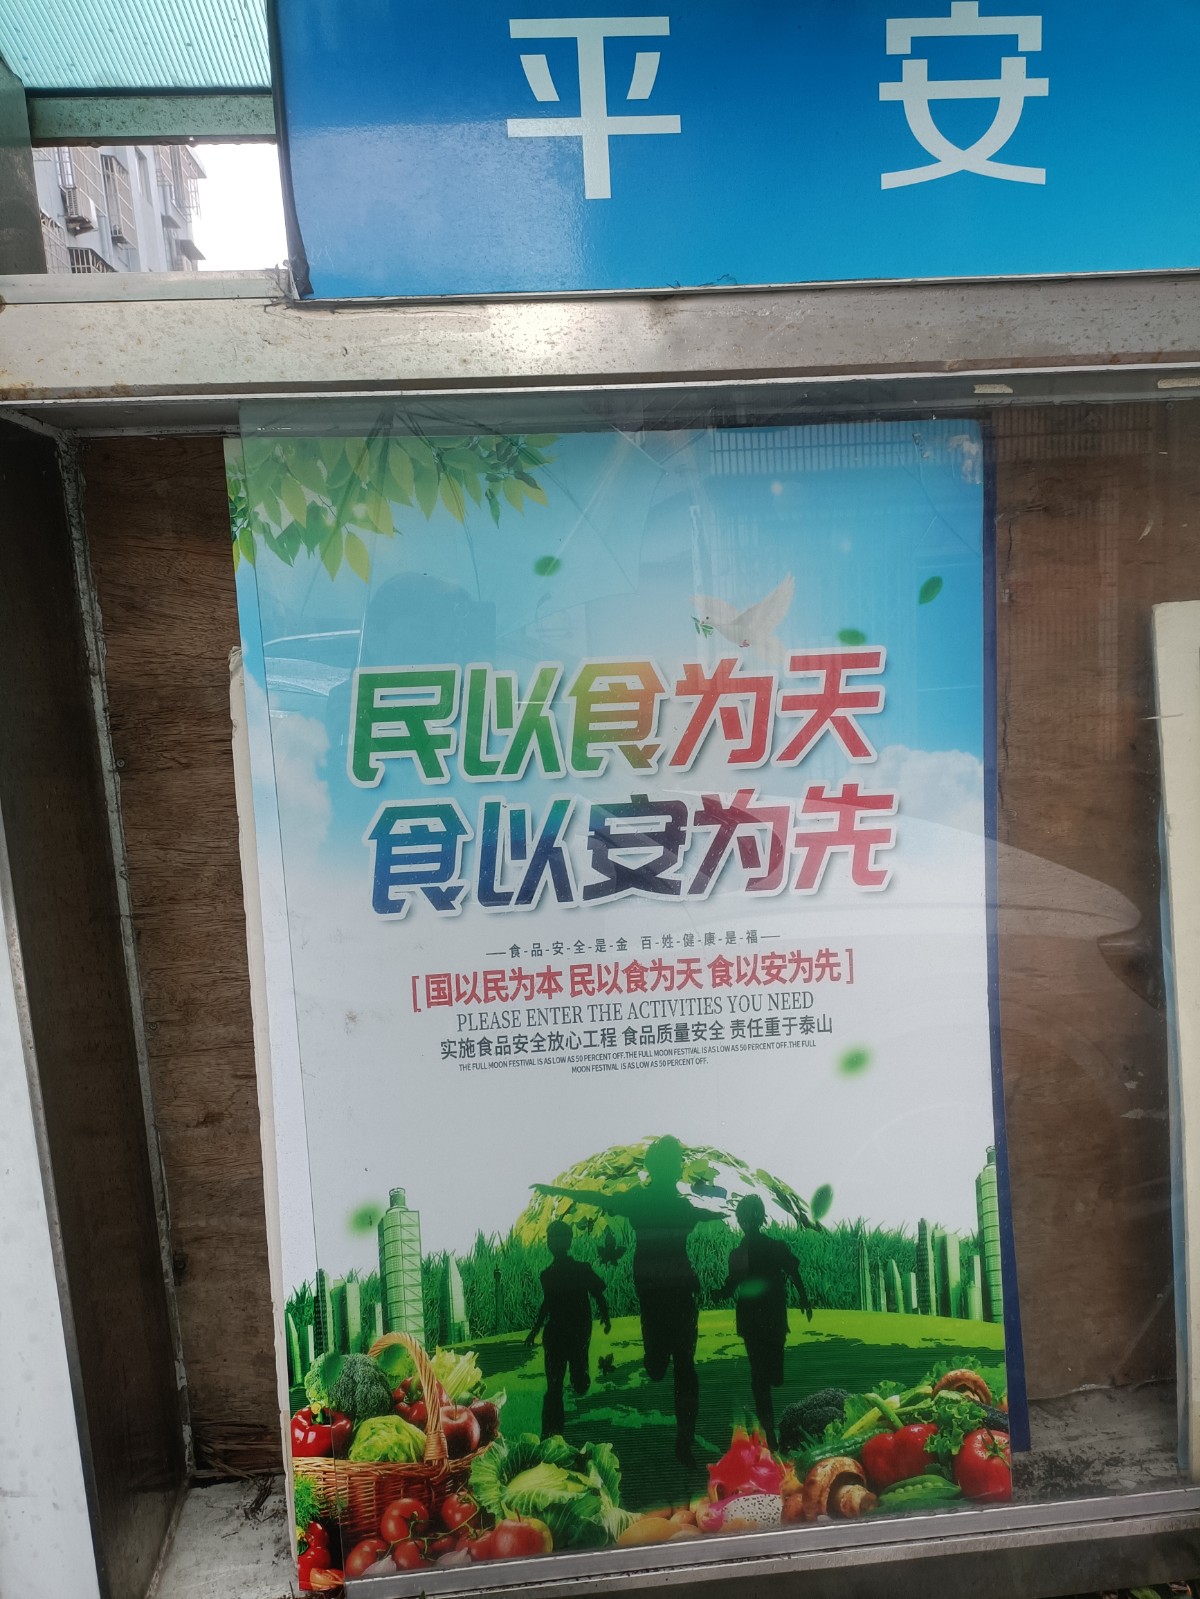 平 安
民以食为天
食以安为先
食-品-安-全-是-金 百-姓-健-康-是-福
[国以民为本 民以食为天 食以安为先]
PLEASE ENTER THE ACTIVITIES YOU NEED
实施食品安全放心工程 食品质量安全 责任重于泰山
THE FULL MOON FESTIVAL IS AS LOW AS 50 PERCENT OFF.THE FULL MOON FESTIVAL IS AS LOW AS 50 PERCENT OFF.THE FULL
MOON FESTIVAL IS AS LOW AS 50 PERCENT OFF.